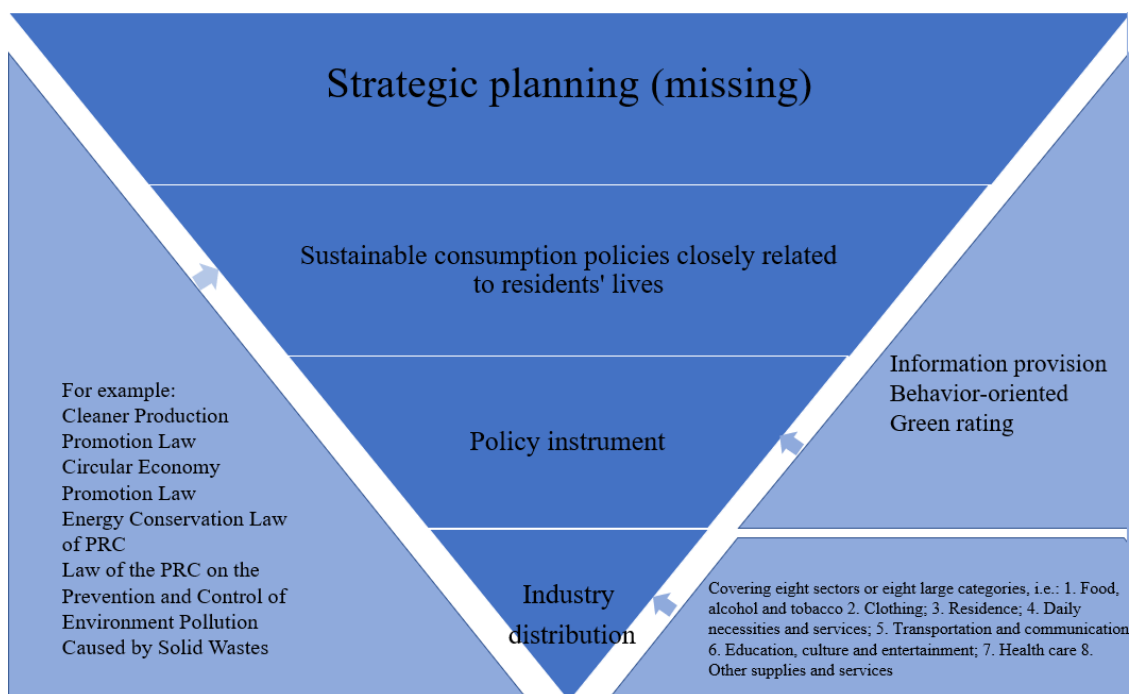 Strategic planning (missing)
Sustainable consumption policies closely related
to residents' lives
For example:
Cleaner Production
Promotion Law
Circular Economy
Promotion Law
Energy Conservation Law
of PRC
Law of the PRC on the
Prevention and Control of
Environment Pollution
Caused by Solid Wastes
Policy instrument
Information provision
Behavior-oriented
Green rating
Industry
distribution
Covering eight sectors or eight large categories, i.e.: 1. Food,
alcohol and tobacco 2. Clothing; 3. Residence; 4. Daily
necessities and services; 5. Transportation and communication
6. Education, culture and entertainment; 7. Health care 8.
Other supplies and services